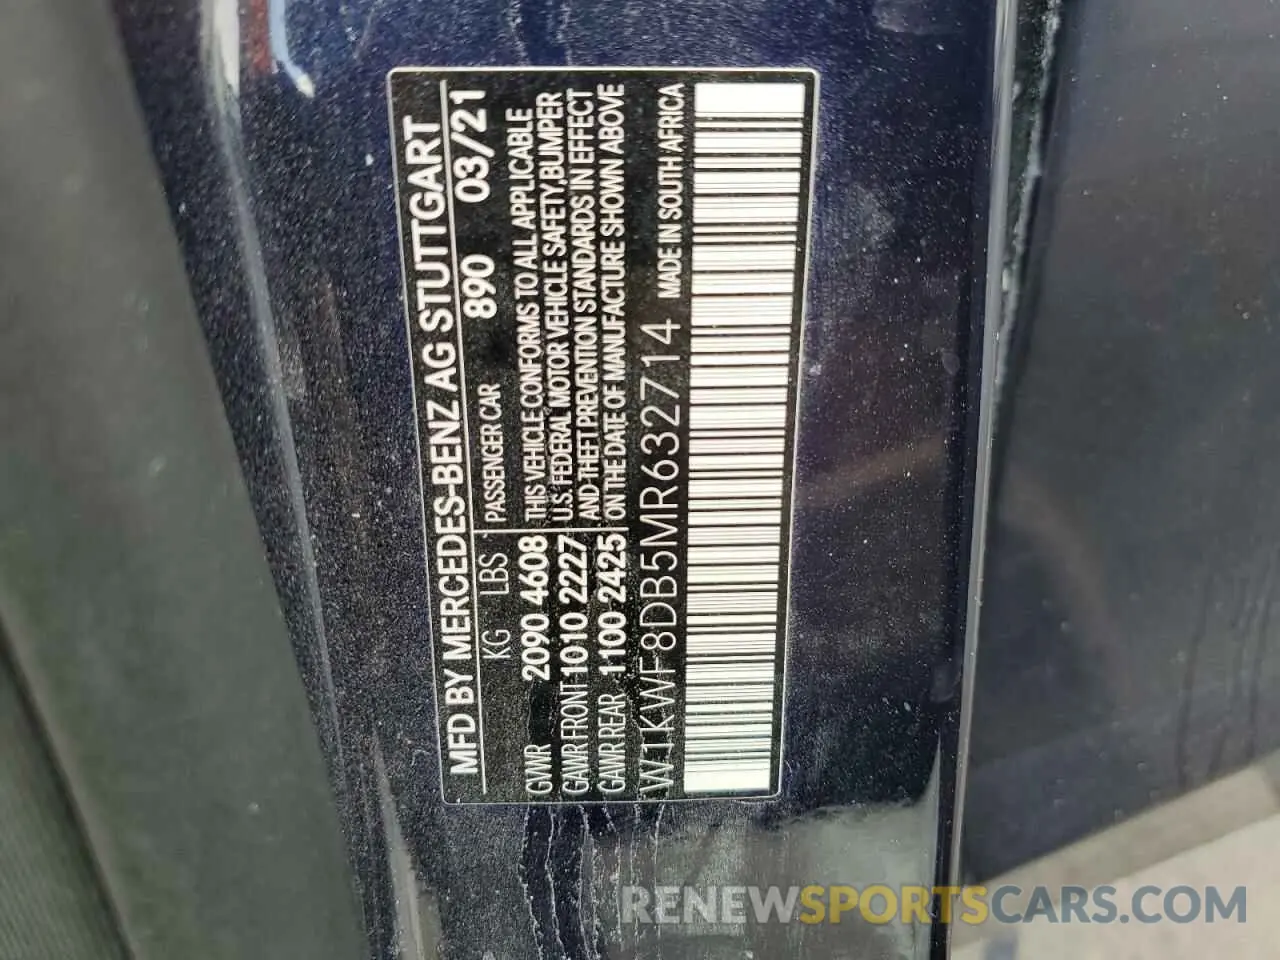 MFD BY MERCEDES-BENZ AG STUTTGART
KG LBS PASSENGER CAR 890 03/21
GVWR 2090 4608 THIS VEHICLE CONFORMS TO ALL APPLICABLE
GAWR FRONT 1010 2227 U.S. FEDERAL MOTOR VEHICLE SAFETY,BUMPER
GAWR REAR 1100 2425 AND THEFT PREVENTION STANDARDS IN EFFECT
ON THE DATE OF MANUFACTURE SHOWN ABOVE
W1KWF8DB5MR632714 MADE IN SOUTH AFRICA
RENEWSPORTSCARS.COM